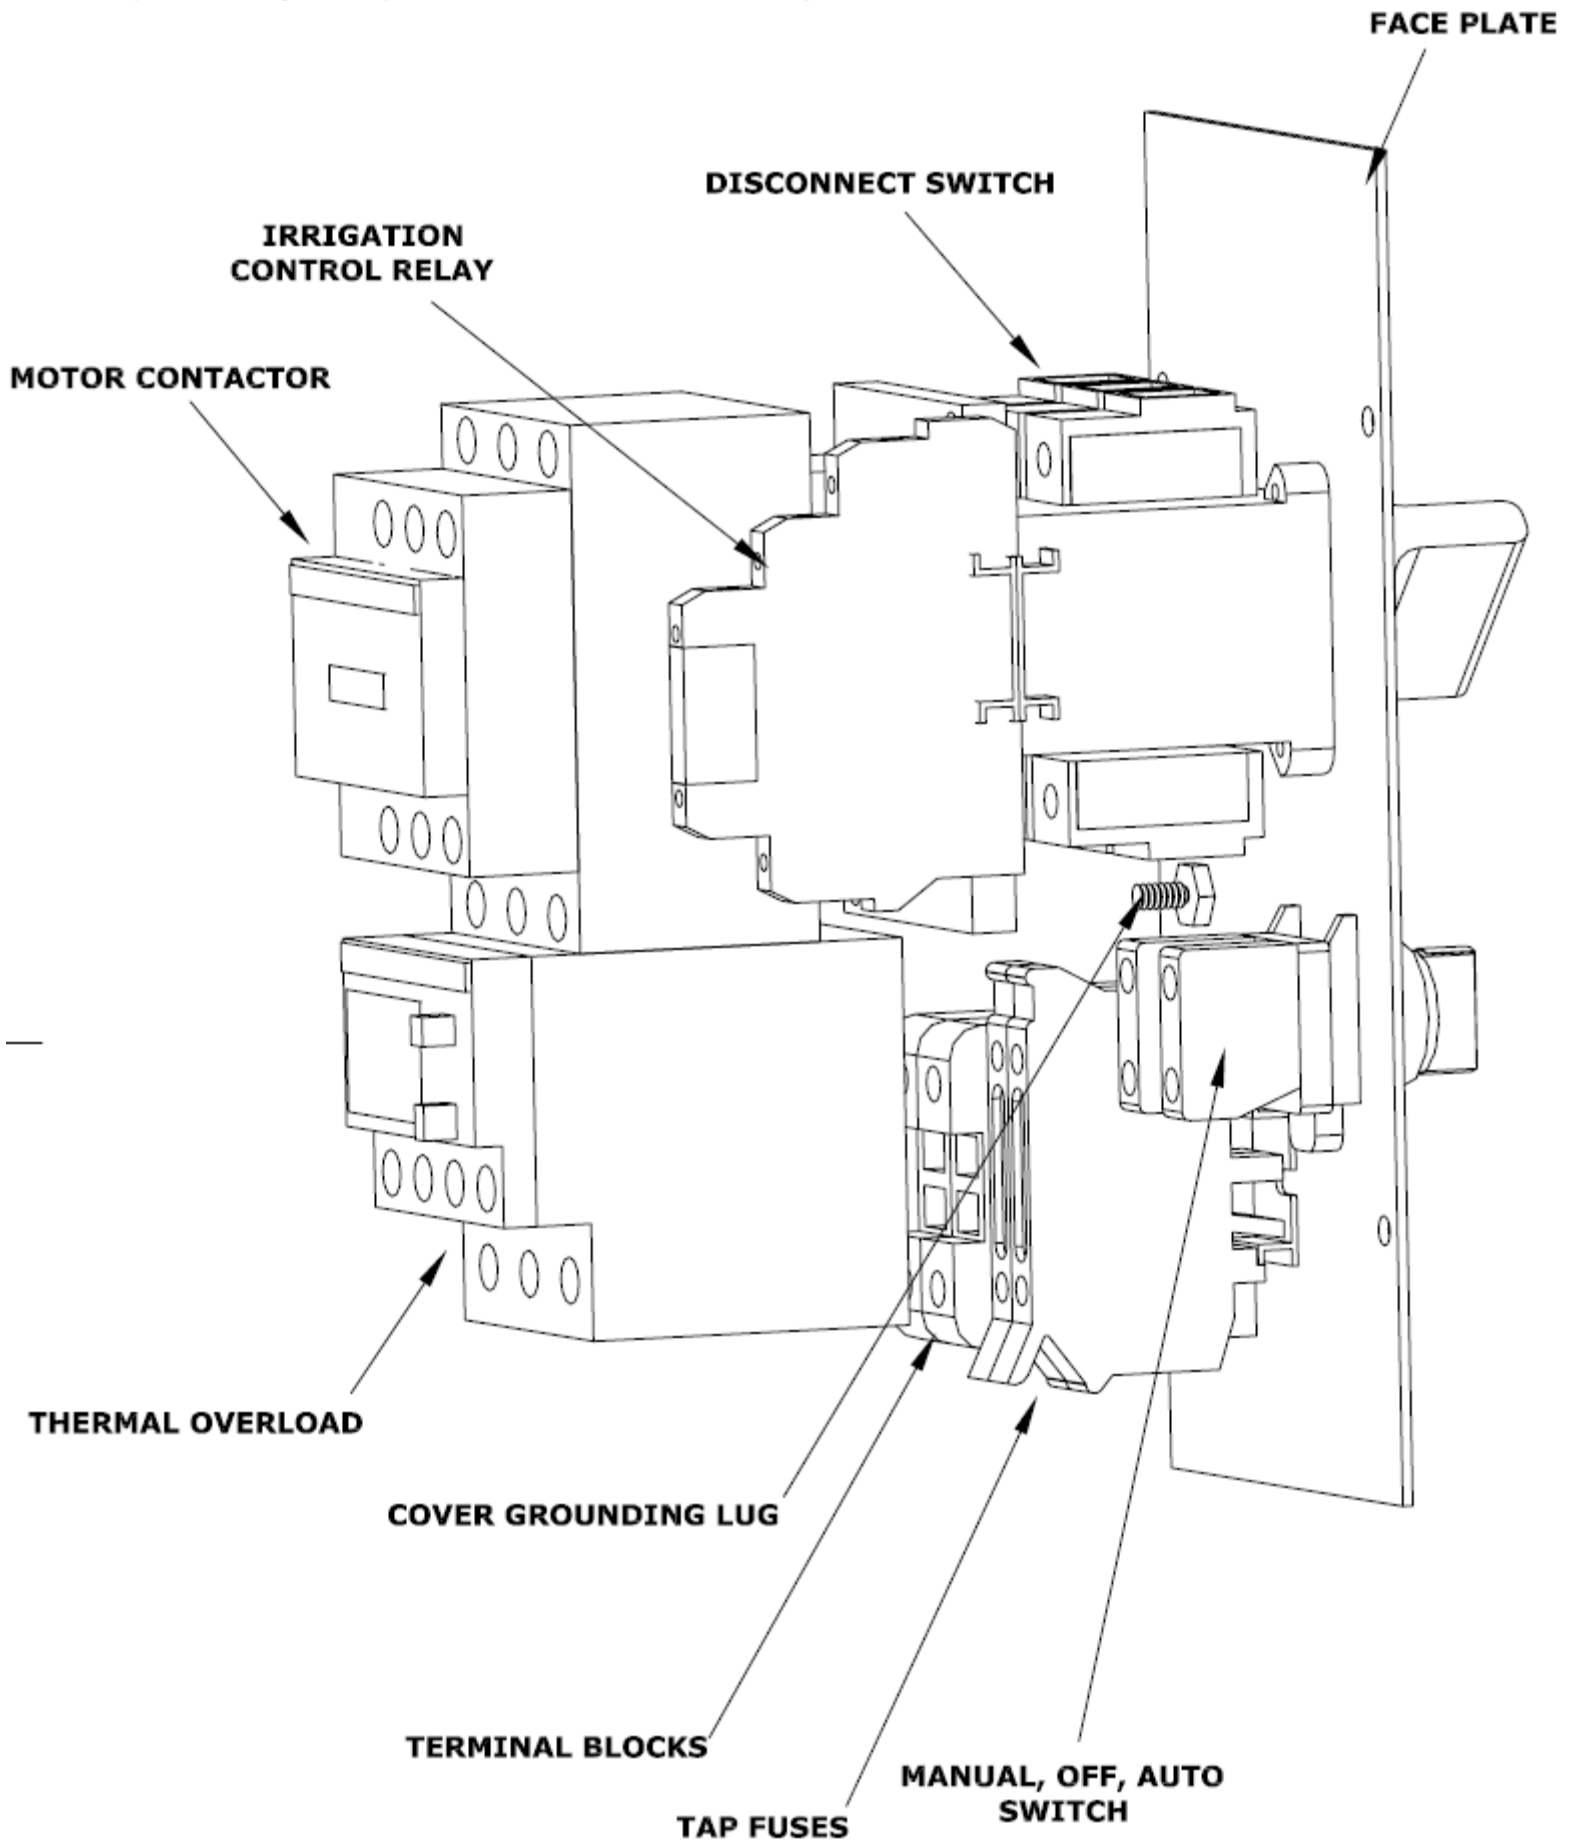 FACE PLATE
DISCONNECT SWITCH
IRRIGATION
CONTROL RELAY
MOTOR CONTACTOR
THERMAL OVERLOAD
COVER GROUNDING LUG
TERMINAL BLOCKS
MANUAL, OFF, AUTO
SWITCH
TAP FUSES